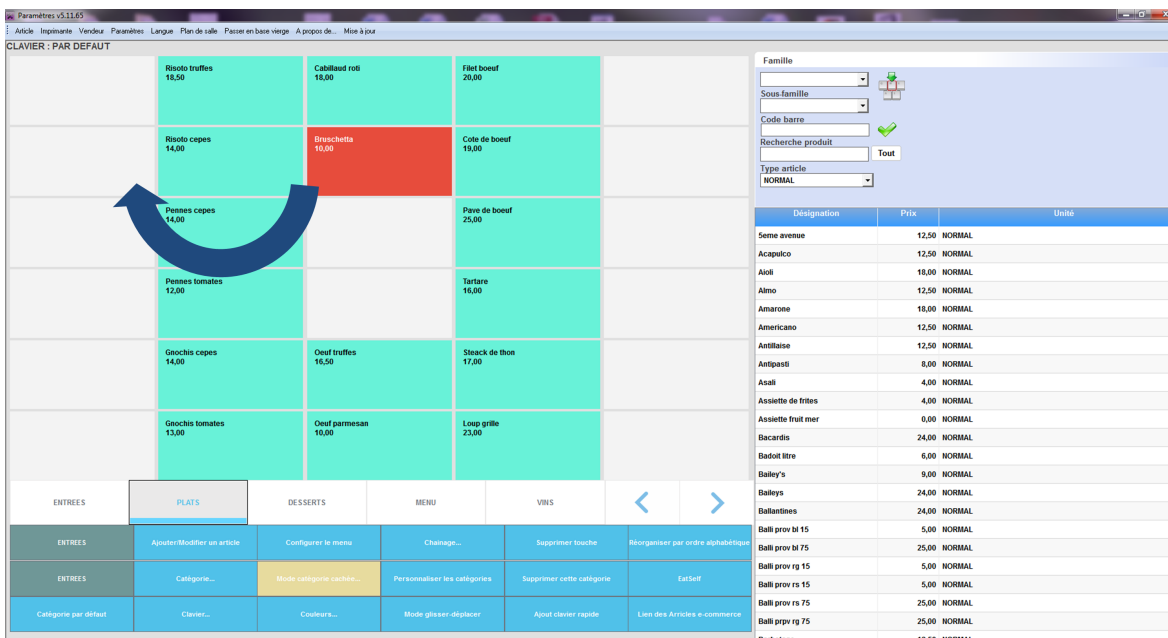 Paramètres v5.11.65
Article Imprimante Vendeur Paramètres Langue Plan de salle Passer en base vierge A propos de... Mise à jour
CLAVIER : PAR DEFAUT
Risoto truffes
18,50
Cabillaud roti
18,00
Filet boeuf
20,00
Risoto cepes
14,00
Bruschetta
10,00
Cote de boeuf
19,00
Pennes cepes
14,00
Pave de boeuf
25,00
Pennes tomates
12,00
Tartare
16,00
Gnochis cepes
14,00
Oeuf truffes
16,50
Steack de thon
17,00
Gnochis tomates
13,00
Oeuf parmesan
10,00
Loup grille
23,00
ENTREES PLATS DESSERTS MENU VINS
ENTREES Ajouter/Modifier un article Configurer le menu Chainage... Supprimer touche Réorganiser par ordre alphabétique
ENTREES Catégorie... Mode catégorie cachée... Personnaliser les catégories Supprimer cette catégorie EatSelf
Catégorie par défaut Clavier... Couleurs... Mode glisser-déplacer Ajout clavier rapide Lien des Arricles e-commerce
Famille
Sous-famille
Code barre
Recherche produit
Tout
Type article
NORMAL
Désignation Prix Unité
5eme avenue 12,50 NORMAL
Acapulco 12,50 NORMAL
Aioli 18,00 NORMAL
Almo 12,50 NORMAL
Amarone 18,00 NORMAL
Americano 12,50 NORMAL
Antillaise 12,50 NORMAL
Antipasti 8,00 NORMAL
Asali 4,00 NORMAL
Assiette de frites 4,00 NORMAL
Assiette fruit mer 0,00 NORMAL
Bacardis 24,00 NORMAL
Badoit litre 6,00 NORMAL
Bailey's 9,00 NORMAL
Baileys 24,00 NORMAL
Ballantines 24,00 NORMAL
Balli prov bl 15 5,00 NORMAL
Balli prov bl 75 25,00 NORMAL
Balli prov rg 15 5,00 NORMAL
Balli prov rs 15 5,00 NORMAL
Balli prov rs 75 25,00 NORMAL
Balli prpv rg 75 25,00 NORMAL